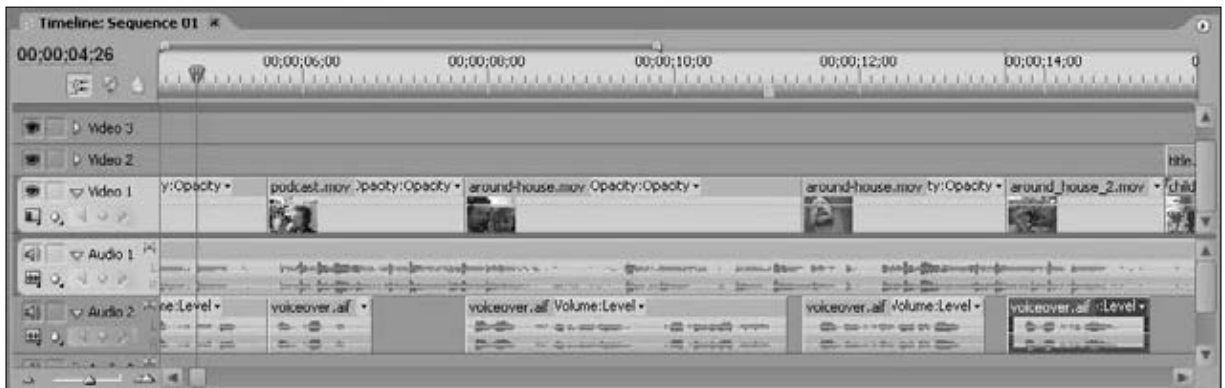 Timeline: Sequence 01
00;00;04;26
00;00;06;00 00;00;08;00 00;00;10;00 00;00;12;00 00;00;14;00
Video 3
Video 2
title.
Video 1
y:Opacity podcast.mov Opacity:Opacity around-house.mov Opacity:Opacity around-house.mov ty:Opacity around_house_2.mov child
Audio 1
Audio 2
me:Level voiceover.aif voiceover.aif Volume:Level voiceover.aif Volume:Level voiceover.aif :Level